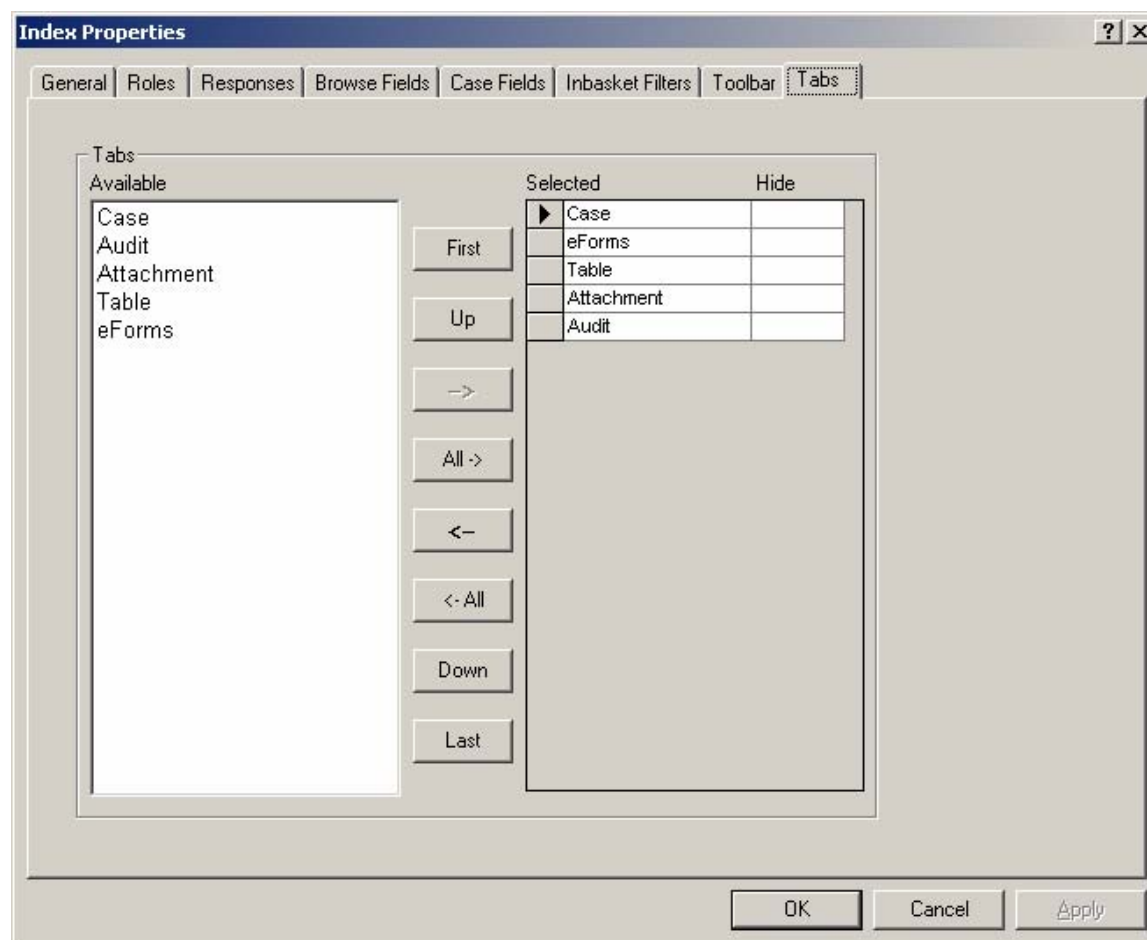 Index Properties
General Roles Responses Browse Fields Case Fields Inbasket Filters Toolbar Tabs
Tabs
Available
Case
Audit
Attachment
Table
eForms
First
Up
-->
All ->
<--
<- All
Down
Last
Selected Hide
Case
eForms
Table
Attachment
Audit
OK Cancel Apply